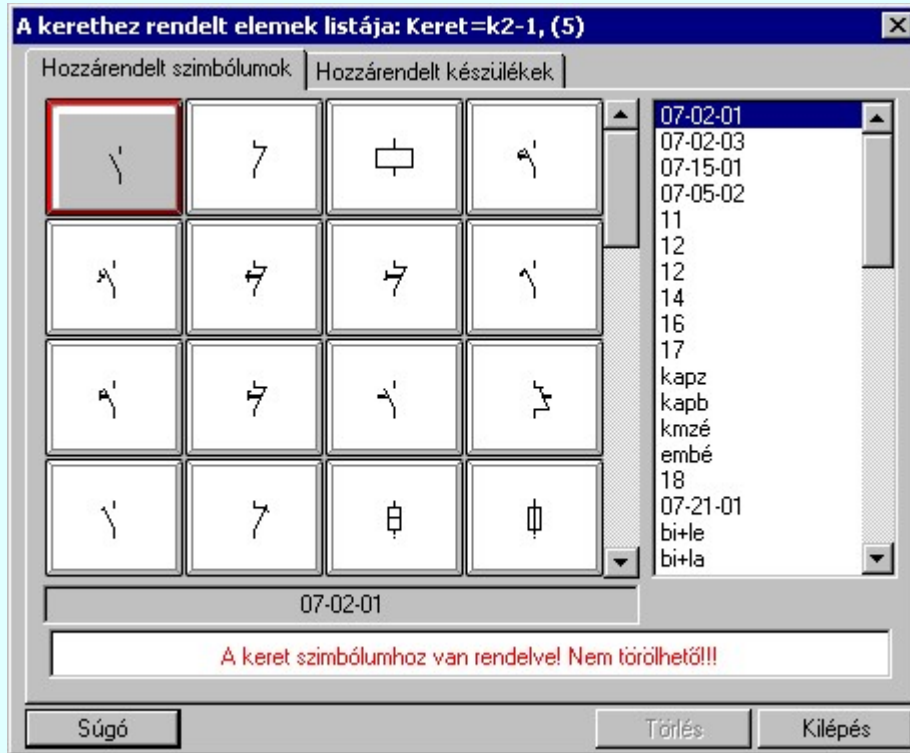 A kerethez rendelt elemek listája: Keret=k2-1, (5)
Hozzárendelt szimbólumok
Hozzárendelt készülékek
07-02-01
07-02-03
07-15-01
07-05-02
11
12
12
14
16
17
kapz
kapb
kmzé
embé
18
07-21-01
bi+le
bi+la
07-02-01
A keret szimbólumhoz van rendelve! Nem törölhető!!!
Súgó
Törlés
Kilépés